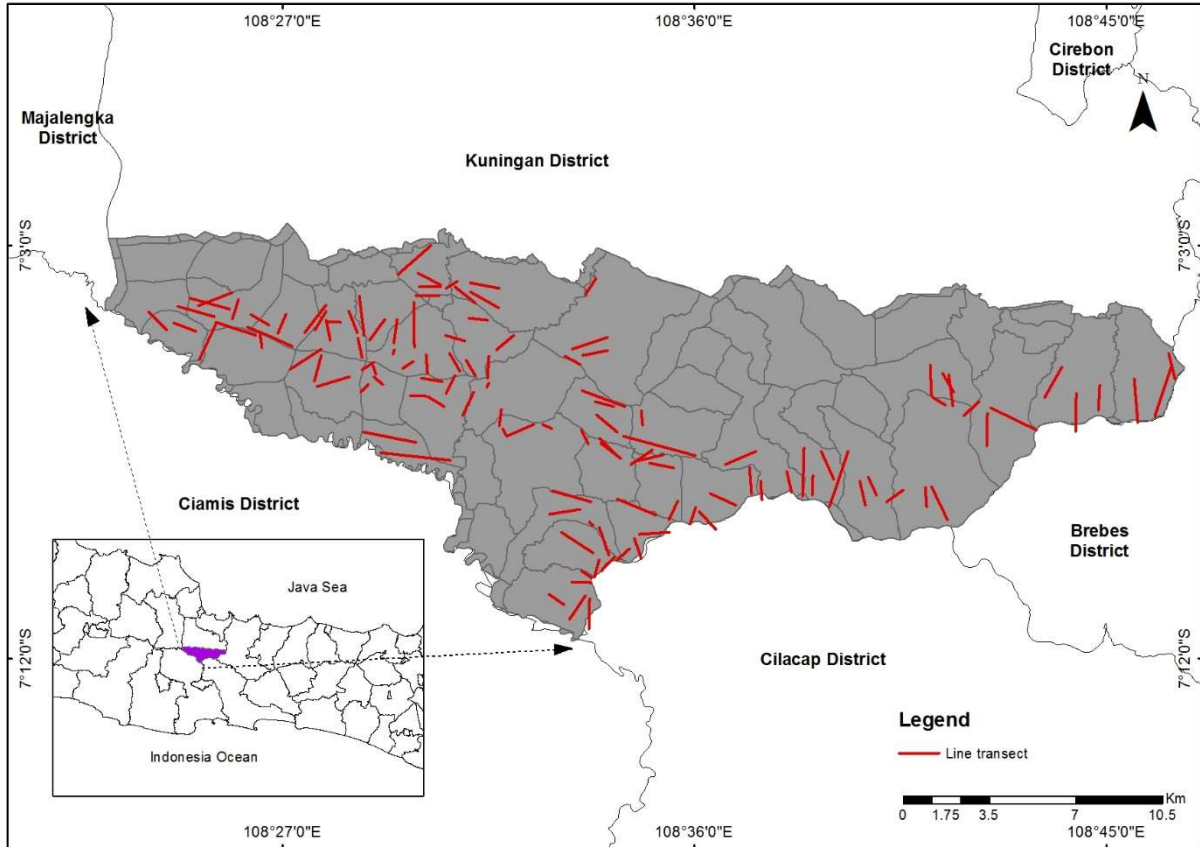 108°27'0"E
108°36'0"E
108°45'0"E
Cirebon
District
N
Majalengka
District
Kuningan District
7°3'0"S
7°3'0"S
Ciamis District
Brebes
District
Java Sea
7°12'0"S
Cilacap District
7°12'0"S
Legend
Line transect
Indonesia Ocean
Km
0 1.75 3.5 7 10.5
108°27'0"E
108°36'0"E
108°45'0"E